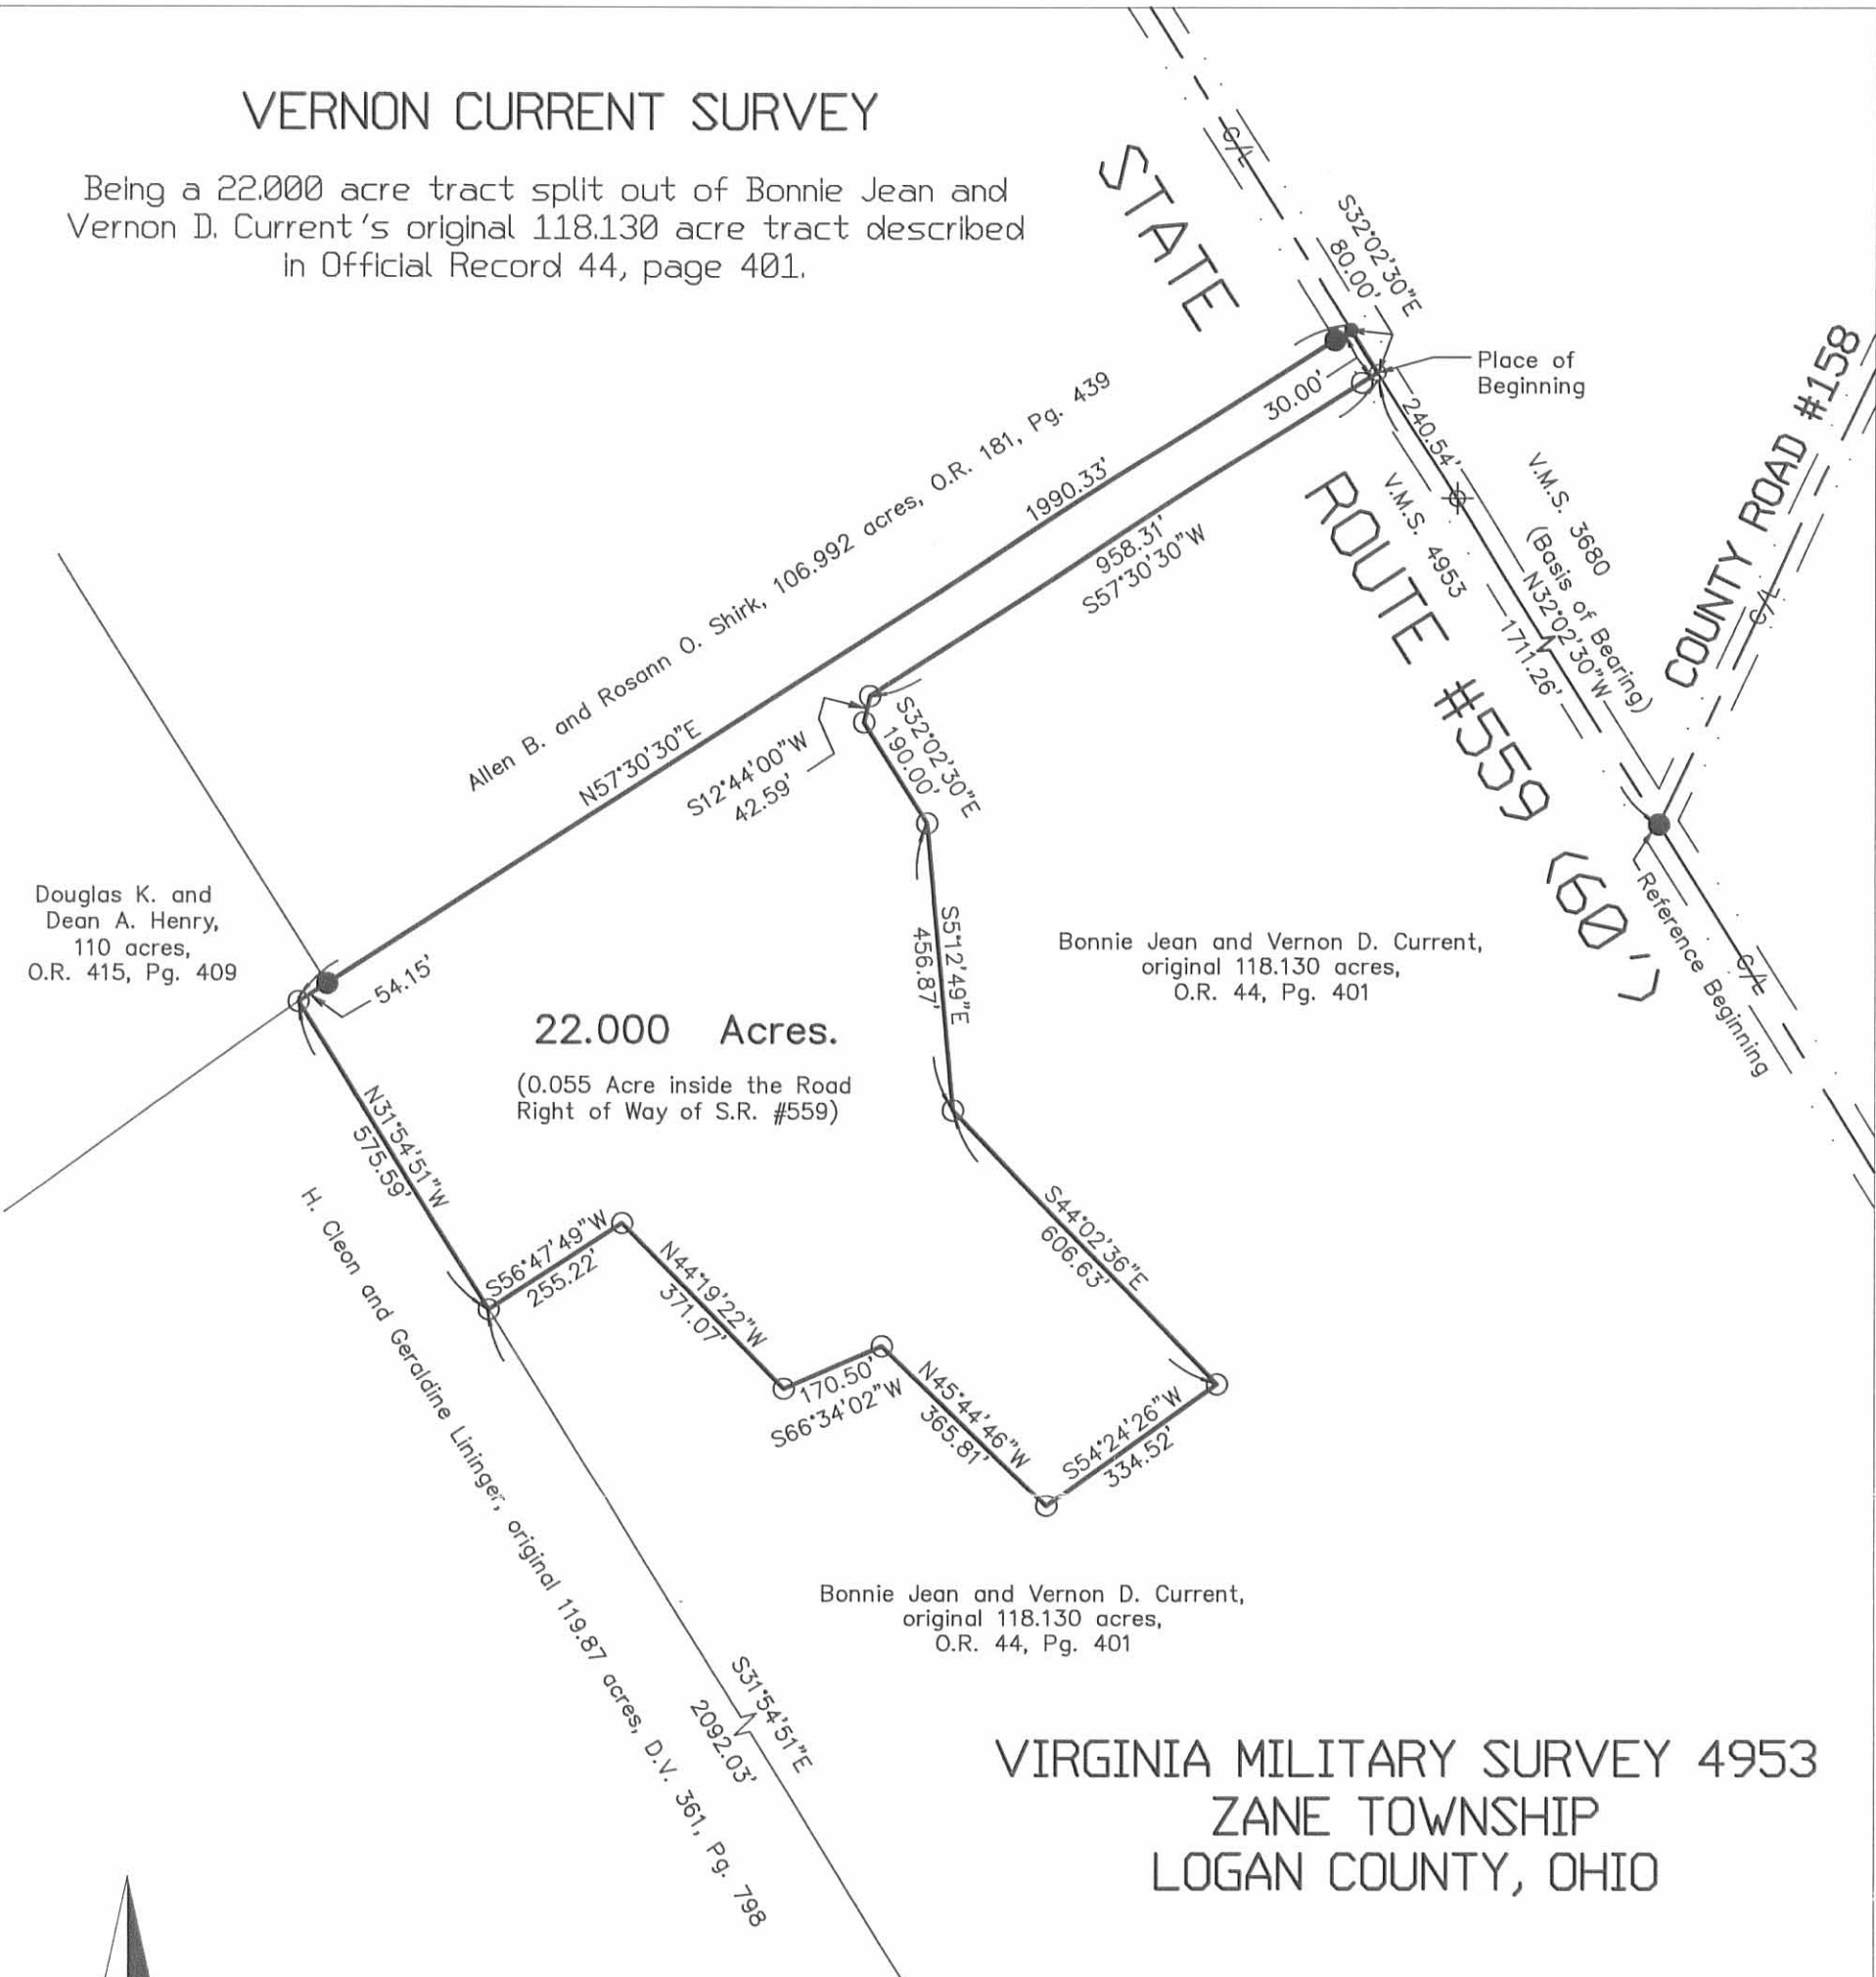 VERNON CURRENT SURVEY
Being a 22.000 acre tract split out of Bonnie Jean and
Vernon D. Current's original 118.130 acre tract described
in Official Record 44, page 401.
STATE
C/L
S32°02'30"E
80.00'
Place of
Beginning
30.00'
240.54'
V.M.S. 3680
(Basis of Bearing)
N32°02'30"W
1711.26'
V.M.S. 4953
ROUTE #559 (60')
COUNTY ROAD #158
C/L
Allen B. and Rosann O. Shirk, 106.992 acres, O.R. 181, Pg. 439
1990.33'
N57°30'30"E
958.31'
S57°30'30"W
S12°44'00"W
42.59'
S32°02'30"E
190.00'
S5°12'49"E
456.87'
Reference Beginning
C/L
Douglas K. and
Dean A. Henry,
110 acres,
O.R. 415, Pg. 409
54.15'
Bonnie Jean and Vernon D. Current,
original 118.130 acres,
O.R. 44, Pg. 401
22.000 Acres.
(0.055 Acre inside the Road
Right of Way of S.R. #559)
N31°54'51"W
575.59'
S44°02'36"E
606.63'
S56°47'49"W
255.22'
N44°19'22"W
371.07'
170.50'
S66°34'02"W
N45°44'46"W
365.81'
S54°24'26"W
334.52'
H. Cleon and Geraldine Lininger, original 119.87 acres, D.V. 361, Pg. 798
Bonnie Jean and Vernon D. Current,
original 118.130 acres,
O.R. 44, Pg. 401
S31°54'51"E
2092.03'
VIRGINIA MILITARY SURVEY 4953
ZANE TOWNSHIP
LOGAN COUNTY, OHIO